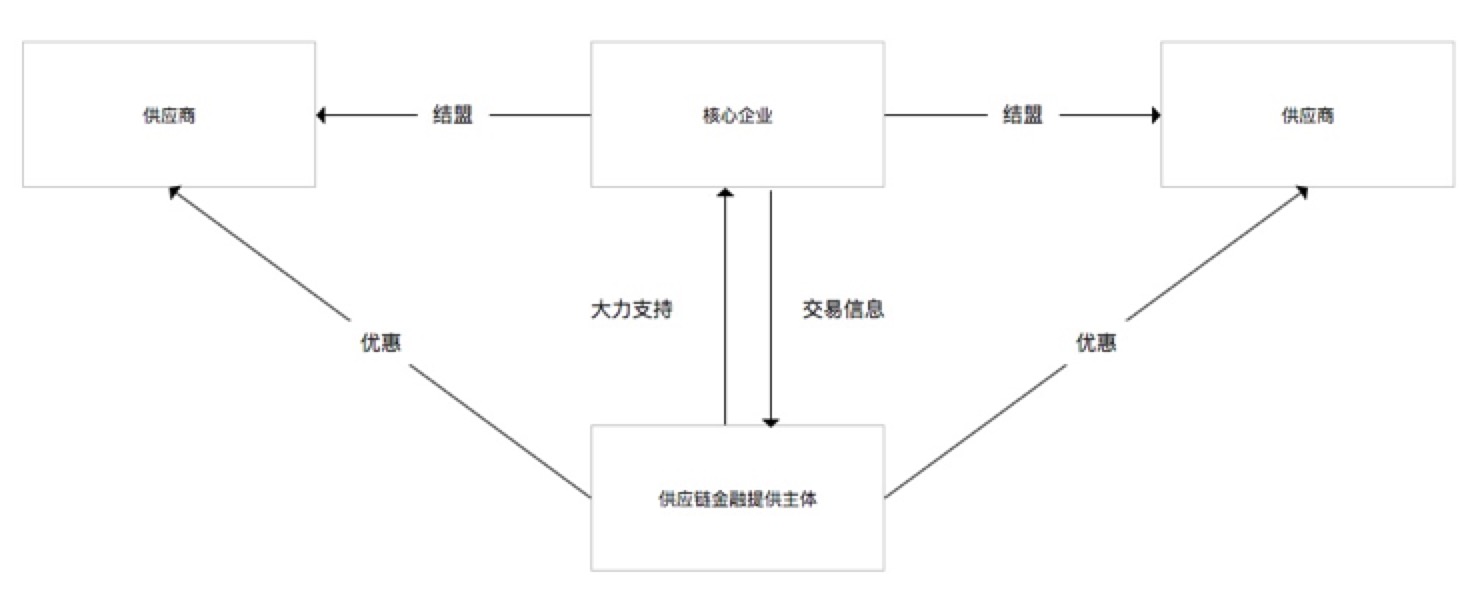 供应商
结盟
核心企业
结盟
供应商
大力支持
交易信息
优惠
优惠
供应链金融提供主体